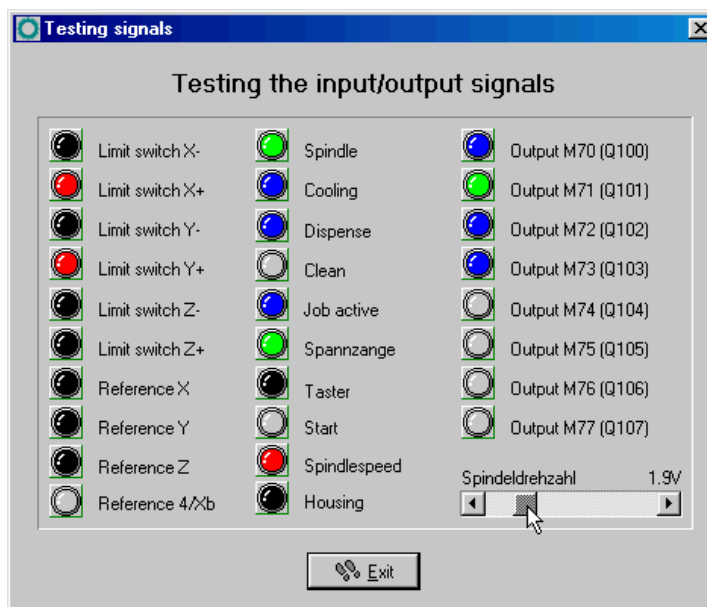 Testing signals
Testing the input/output signals
Limit switch X-
Limit switch X+
Limit switch Y-
Limit switch Y+
Limit switch Z-
Limit switch Z+
Reference X
Reference Y
Reference Z
Reference 4/Xb
Spindle
Cooling
Dispense
Clean
Job active
Spannzange
Taster
Start
Spindlespeed
Housing
Output M70 (Q100)
Output M71 (Q101)
Output M72 (Q102)
Output M73 (Q103)
Output M74 (Q104)
Output M75 (Q105)
Output M76 (Q106)
Output M77 (Q107)
Spindeldrehzahl 1.9V
Exit